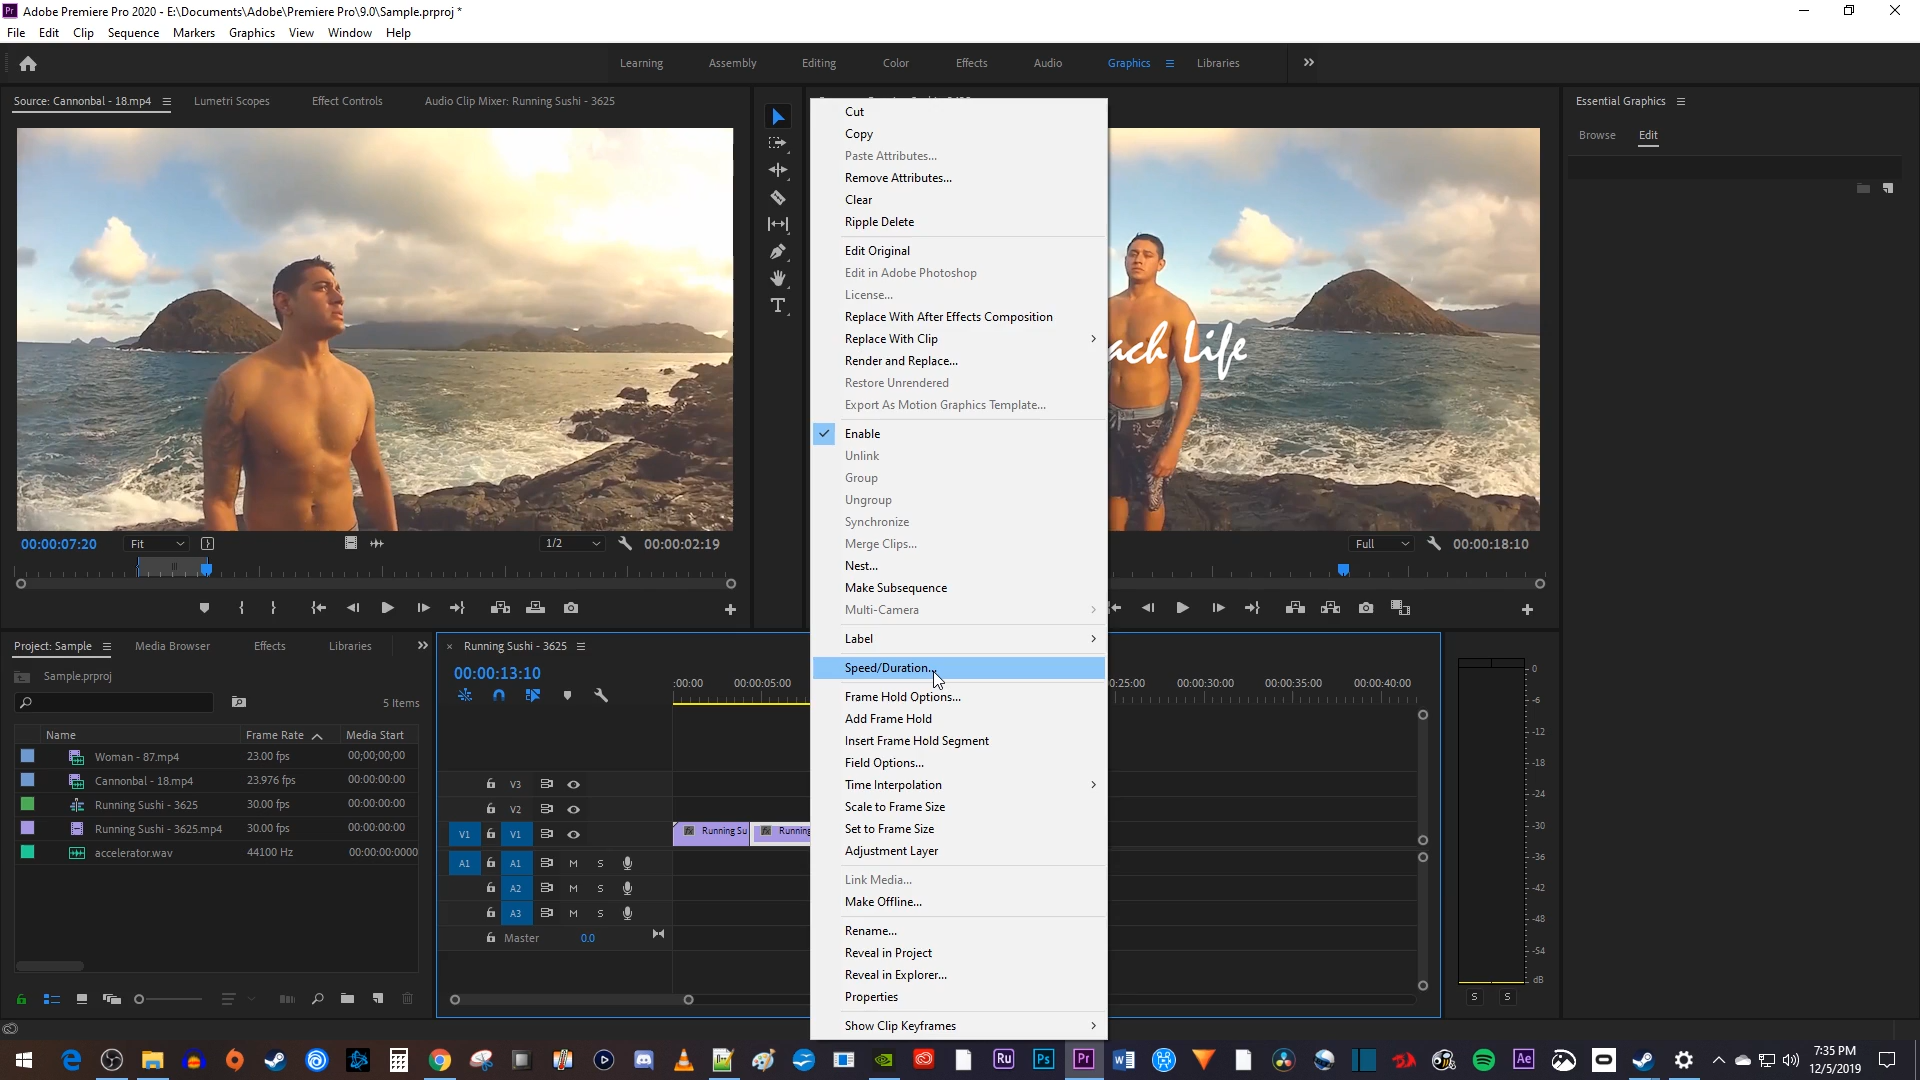 Adobe Premiere Pro 2020 - E:\Documents\Adobe\Premiere Pro\9.0\Sample.prproj *
File Edit Clip Sequence Markers Graphics View Window Help
Learning Assembly Editing Color Effects Audio Graphics Libraries
Source: Cannonbal - 18.mp4 Lumetri Scopes Effect Controls Audio Clip Mixer: Running Sushi - 3625
Essential Graphics
Browse Edit
Cut
Copy
Paste Attributes...
Remove Attributes...
Clear
Ripple Delete
Edit Original
Edit in Adobe Photoshop
License...
Replace With After Effects Composition
Replace With Clip
Render and Replace...
Restore Unrendered
Export As Motion Graphics Template...
Enable
Unlink
Group
Ungroup
Synchronize
Merge Clips...
Nest...
Make Subsequence
Multi-Camera
Label
Speed/Duration...
Frame Hold Options...
Add Frame Hold
Insert Frame Hold Segment
Field Options...
Time Interpolation
Scale to Frame Size
Set to Frame Size
Adjustment Layer
Link Media...
Make Offline...
Rename...
Reveal in Project
Reveal in Explorer...
Properties
Show Clip Keyframes
ach Life
00:00:07:20 Fit 1/2 00:00:02:19
Full 00:00:18:10
Project: Sample Media Browser Effects Libraries
Sample.prproj
5 Items
Name Frame Rate Media Start
Woman - 87.mp4 23.00 fps 00;00;00;00
Cannonbal - 18.mp4 23.976 fps 00:00:00:00
Running Sushi - 3625 30.00 fps 00:00:00:00
Running Sushi - 3625.mp4 30.00 fps 00:00:00:00
accelerator.wav 44100 Hz 00:00:00:0000
× Running Sushi - 3625
00:00:13:10
:00:00 00:00:05:00 0:25:00 00:00:30:00 00:00:35:00 00:00:40:00
V3
V2
V1 V1 fx Running Su fx Running
A1 A1 M S
A2 M S
A3 M S
Master 0.0
0
-6
-12
-18
-24
-30
-36
-42
-48
-54
dB
S S
7:35 PM
12/5/2019